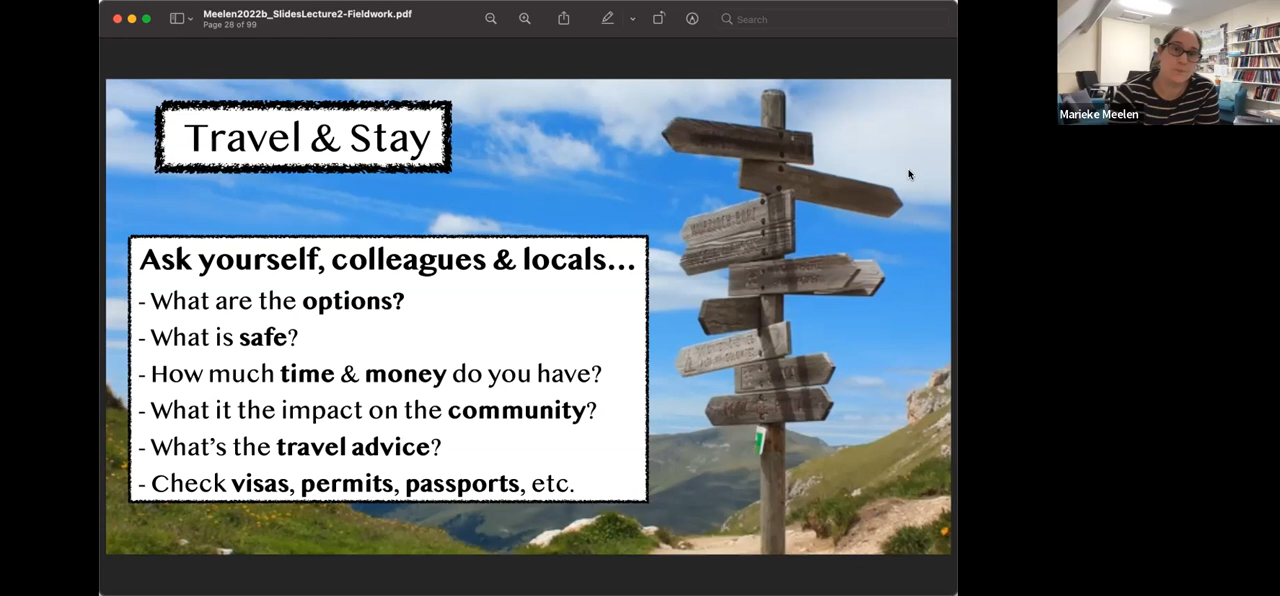 Meelen2022b_SlidesLecture2-Fieldwork.pdf
Page 28 of 99
Search
Marieke Meelen
Travel & Stay
Ask yourself, colleagues & locals...
- What are the options?
- What is safe?
- How much time & money do you have?
- What it the impact on the community?
- What's the travel advice?
- Check visas, permits, passports, etc.